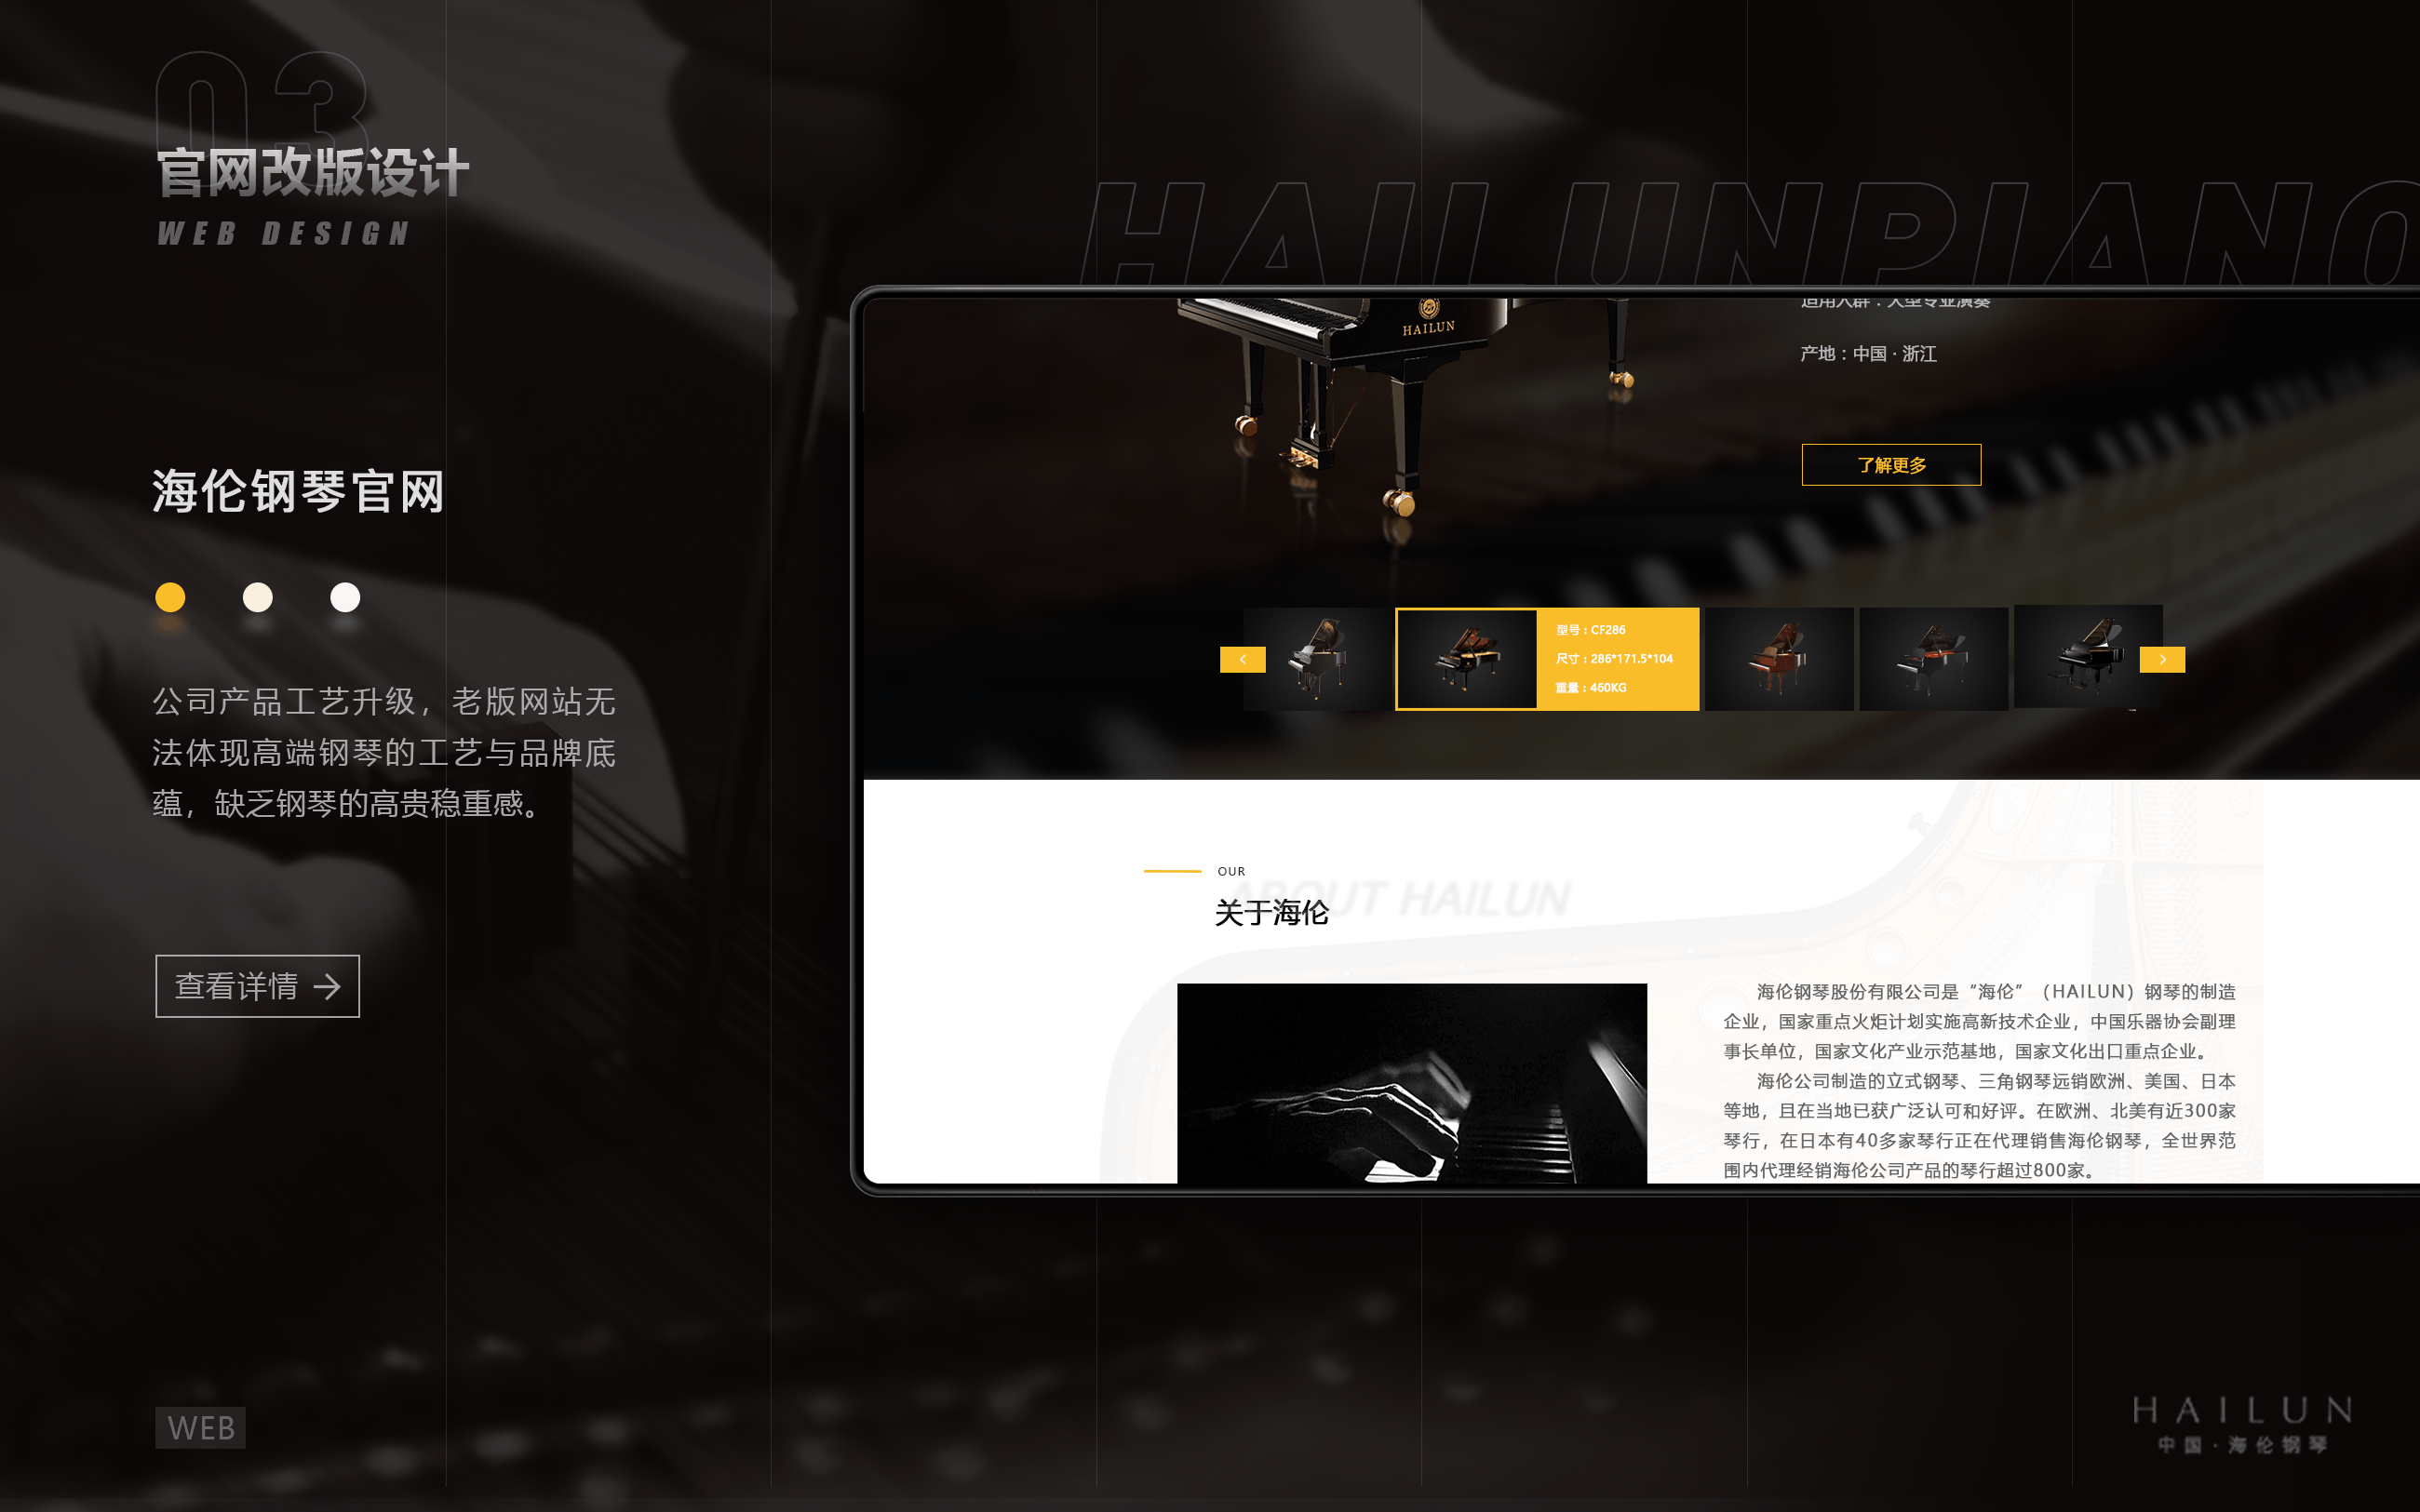 03
官网改版设计
WEB DESIGN
HAILUNPIANO
海伦钢琴官网
公司产品工艺升级，老版网站无
法体现高端钢琴的工艺与品牌底
蕴，缺乏钢琴的高贵稳重感。
查看详情
WEB
HAILUN
适用人群：大型专业演奏
产地：中国·浙江
了解更多
型号：CF286
尺寸：286*171.5*104
重量：460KG
OUR
ABOUT HAILUN
关于海伦
海伦钢琴股份有限公司是“海伦”（HAILUN）钢琴的制造
企业，国家重点火炬计划实施高新技术企业，中国乐器协会副理
事长单位，国家文化产业示范基地，国家文化出口重点企业。
海伦公司制造的立式钢琴、三角钢琴远销欧洲、美国、日本
等地，且在当地已获广泛认可和好评。在欧洲、北美有近300家
琴行，在日本有40多家琴行正在代理销售海伦钢琴，全世界范
围内代理经销海伦公司产品的琴行超过800家。
HAILUN
中国·海伦钢琴